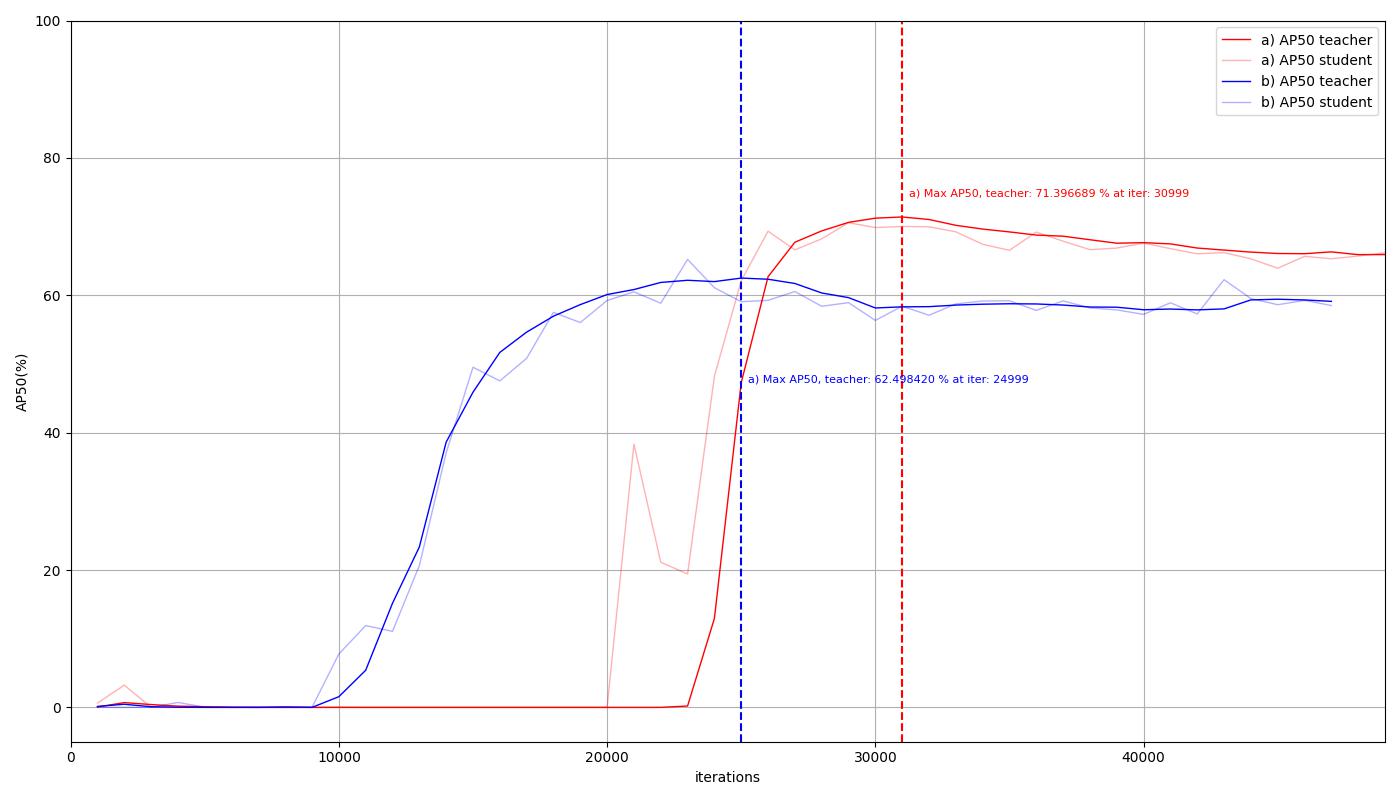 100
80
60
40
20
0
AP50(%)
a) AP50 teacher
a) AP50 student
b) AP50 teacher
b) AP50 student
a) Max AP50, teacher: 71.396689 % at iter: 30999
a) Max AP50, teacher: 62.498420 % at iter: 24999
0 10000 20000 30000 40000
iterations